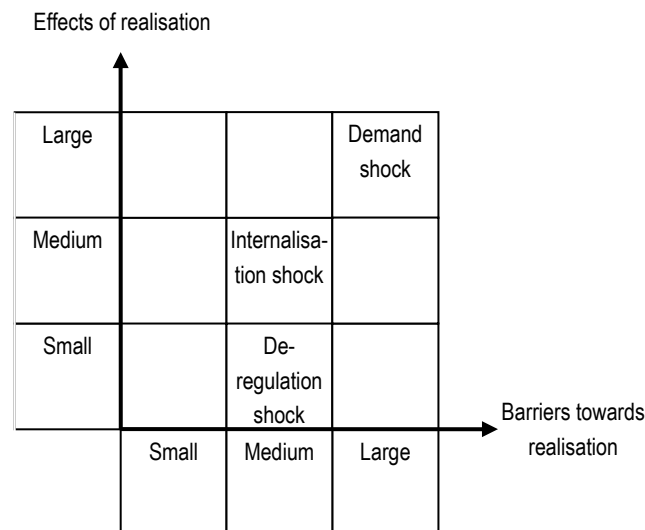 Effects of realisation
Large
Demand
shock
Medium
Internalisa-
tion shock
Small
De-
regulation
shock
Barriers towards
realisation
Small
Medium
Large